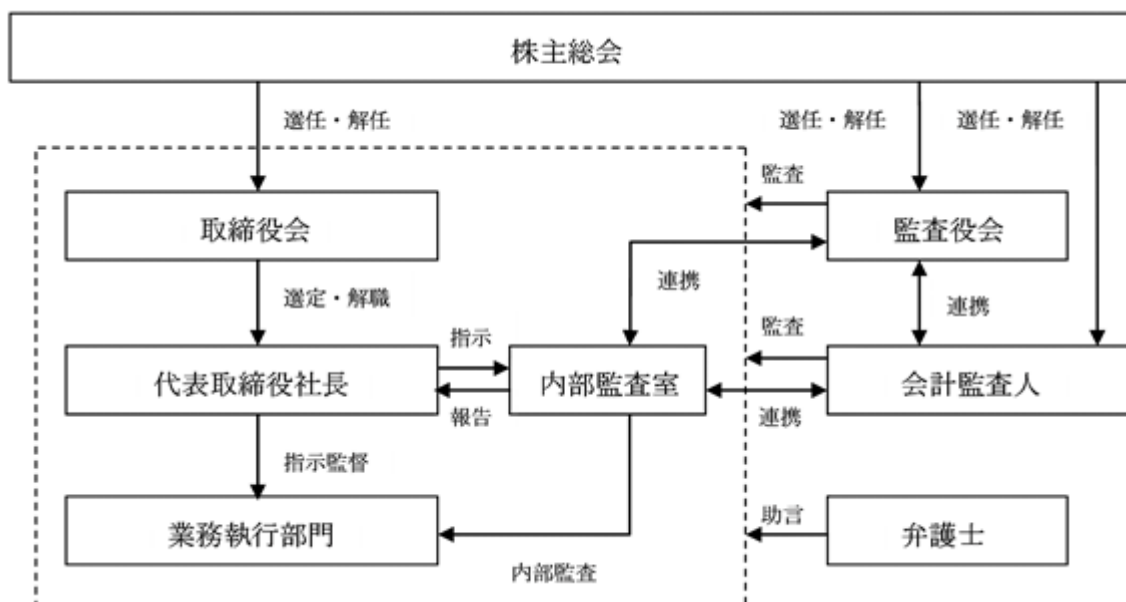 株主総会
選任・解任
選任・解任
選任・解任
監査
取締役会
監査役会
連携
選定・解職
連携
指示
監査
代表取締役社長
内部監査室
会計監査人
報告
連携
指示監督
助言
業務執行部門
弁護士
内部監査